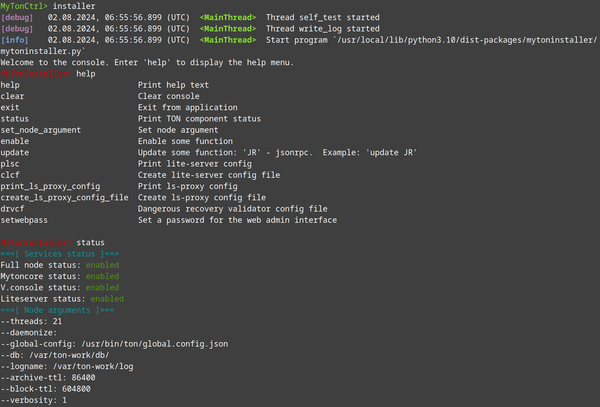 MyTonCtrl> installer
[debug]   02.08.2024, 06:55:56.899 (UTC)  <MainThread>  Thread self_test started
[debug]   02.08.2024, 06:55:56.899 (UTC)  <MainThread>  Thread write_log started
[info]    02.08.2024, 06:55:56.899 (UTC)  <MainThread>  Start program `/usr/local/lib/python3.10/dist-packages/mytoninstaller/
mytoninstaller.py`
Welcome to the console. Enter 'help' to display the help menu.
MyTonInstaller> help
help                        Print help text
clear                       Clear console
exit                        Exit from application
status                      Print TON component status
set_node_argument           Set node argument
enable                      Enable some function
update                      Update some function: 'JR' - jsonrpc.  Example: 'update JR'
plsc                        Print lite-server config
clcf                        Create lite-server config file
print_ls_proxy_config       Print ls-proxy config
create_ls_proxy_config_file Create ls-proxy config file
drvcf                       Dangerous recovery validator config file
setwebpass                  Set a password for the web admin interface
MyTonInstaller> status
===[ Services status ]===
Full node status: enabled
Mytoncore status: enabled
V.console status: enabled
Liteserver status: enabled
===[ Node arguments ]===
--threads: 21
--daemonize:
--global-config: /usr/bin/ton/global.config.json
--db: /var/ton-work/db/
--logname: /var/ton-work/log
--archive-ttl: 86400
--block-ttl: 604800
--verbosity: 1